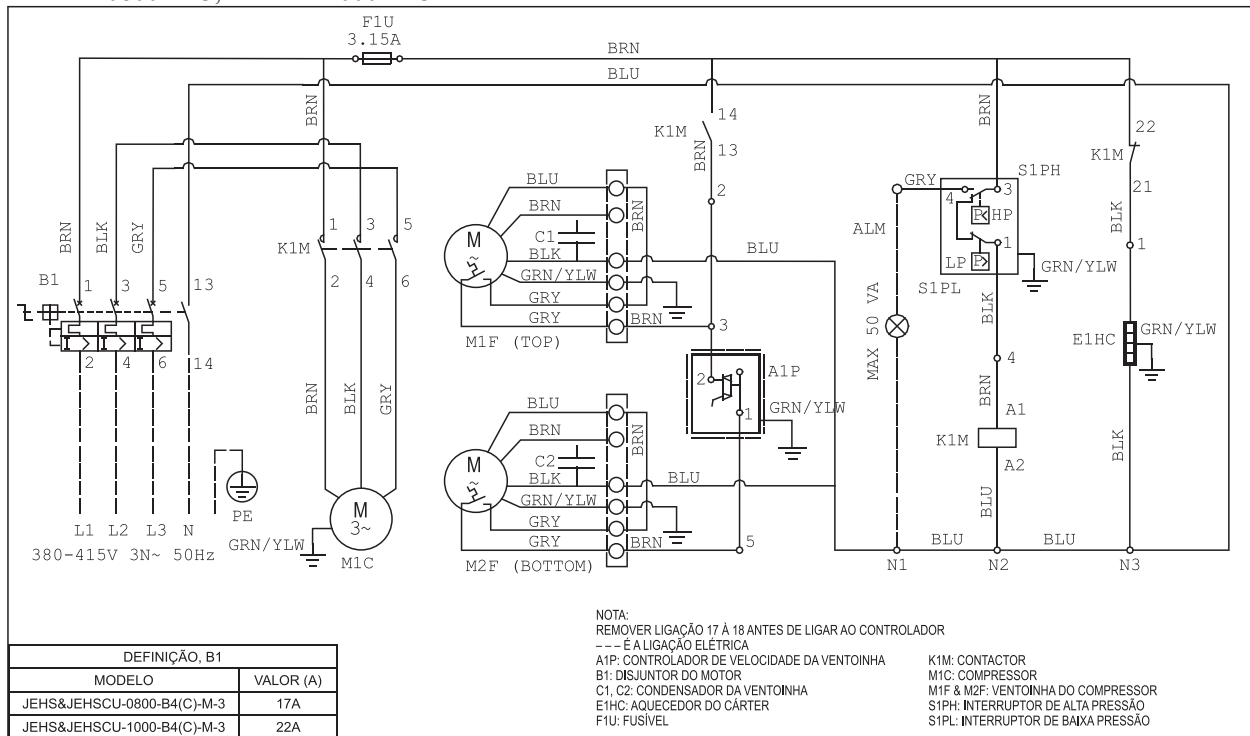 F1U
3.15A
BRN
BLU
BRN
BRN
14
K1M
13
BRN
2
22
K1M
21
BLK
1
GRY
S1PH
4
3
P< HP
1
LP P>
S1PL
GRN/YLW
ALM
MAX 50 VA
BLK
4
BRN
A1
K1M
A2
BLU
E1HC
GRN/YLW
BLK
BRN
BLK
GRY
B1
1
3
5
13
2
4
6
14
K1M
1
3
5
2
4
6
BRN
BLK
GRY
BLU
BRN
C1
BLK
GRN/YLW
GRY
GRY
M
~
BRN
BRN
BLU
M1F (TOP)
3
2
A1P
1
GRN/YLW
BLU
BRN
C2
BLK
GRN/YLW
GRY
GRY
M
~
BRN
BRN
BLU
M2F (BOTTOM)
5
L1 L2 L3 N
PE
380-415V 3N~ 50Hz
GRN/YLW
M
3~
M1C
BLU
BLU
N1
N2
N3
NOTA:
REMOVER LIGAÇÃO 17 À 18 ANTES DE LIGAR AO CONTROLADOR
--- É A LIGAÇÃO ELÉTRICA
A1P: CONTROLADOR DE VELOCIDADE DA VENTOINHA
B1: DISJUNTOR DO MOTOR
C1, C2: CONDENSADOR DA VENTOINHA
E1HC: AQUECEDOR DO CÁRTER
F1U: FUSÍVEL
K1M: CONTACTOR
M1C: COMPRESSOR
M1F & M2F: VENTOINHA DO COMPRESSOR
S1PH: INTERRUPTOR DE ALTA PRESSÃO
S1PL: INTERRUPTOR DE BAIXA PRESSÃO
DEFINIÇÃO, B1
MODELO VALOR (A)
JEHS&JEHSCU-0800-B4(C)-M-3 17A
JEHS&JEHSCU-1000-B4(C)-M-3 22A